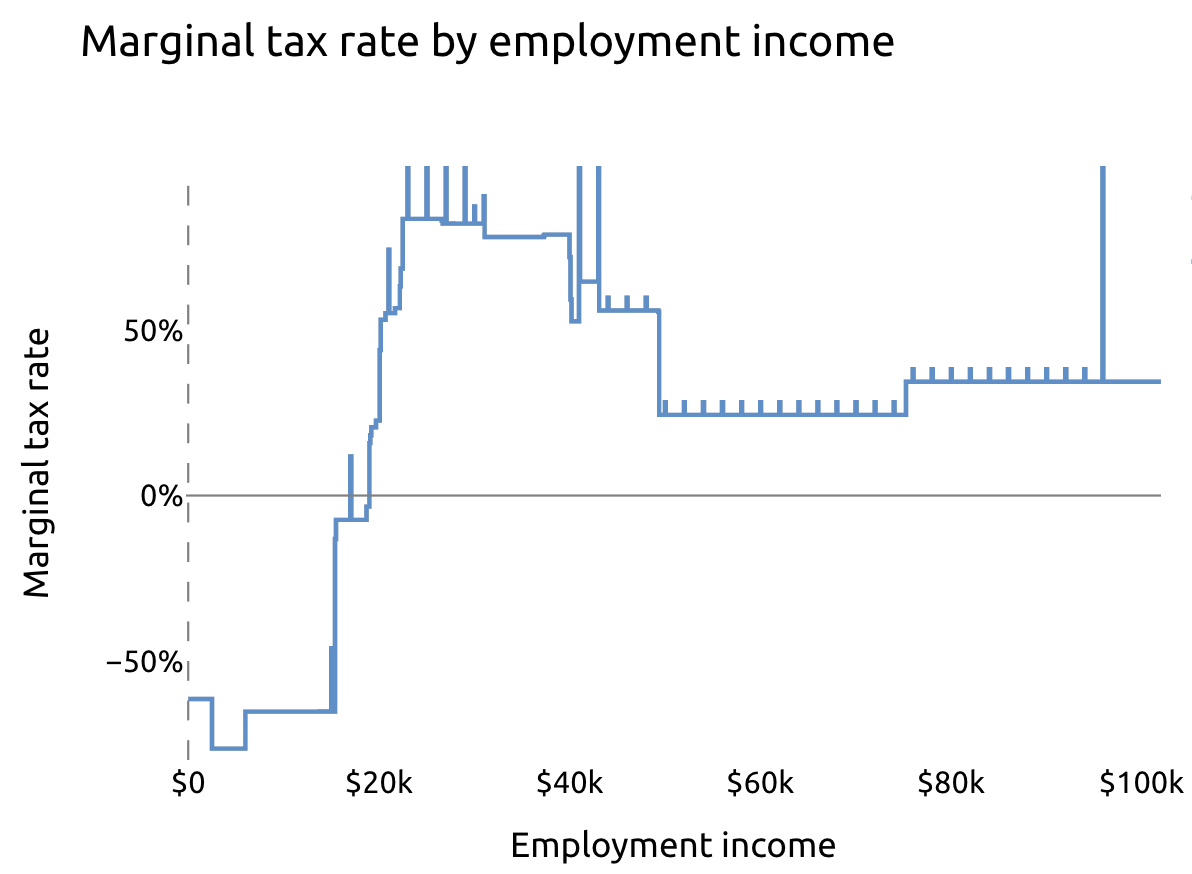 Marginal tax rate by employment income
Marginal tax rate
50%
0%
−50%
$0
$20k
$40k
$60k
$80k
$100k
Employment income